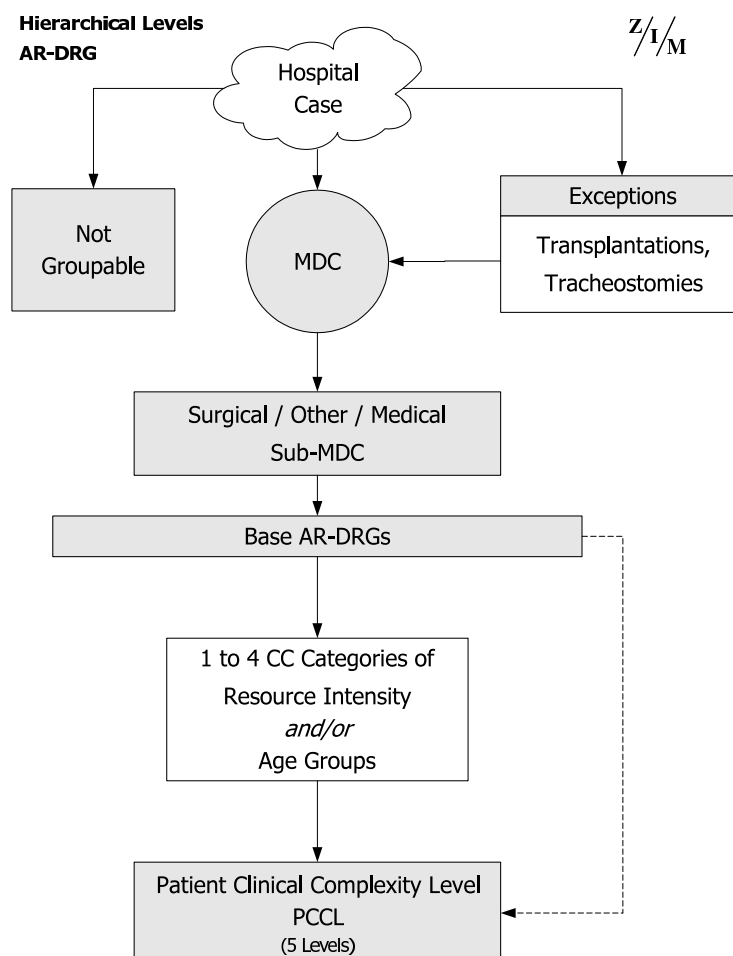 Hierarchical Levels
AR-DRG
Z/I/M
Hospital
Case
Not
Groupable
MDC
Exceptions
Transplantations,
Tracheostomies
Surgical / Other / Medical
Sub-MDC
Base AR-DRGs
1 to 4 CC Categories of
Resource Intensity
and/or
Age Groups
Patient Clinical Complexity Level
PCCL
(5 Levels)